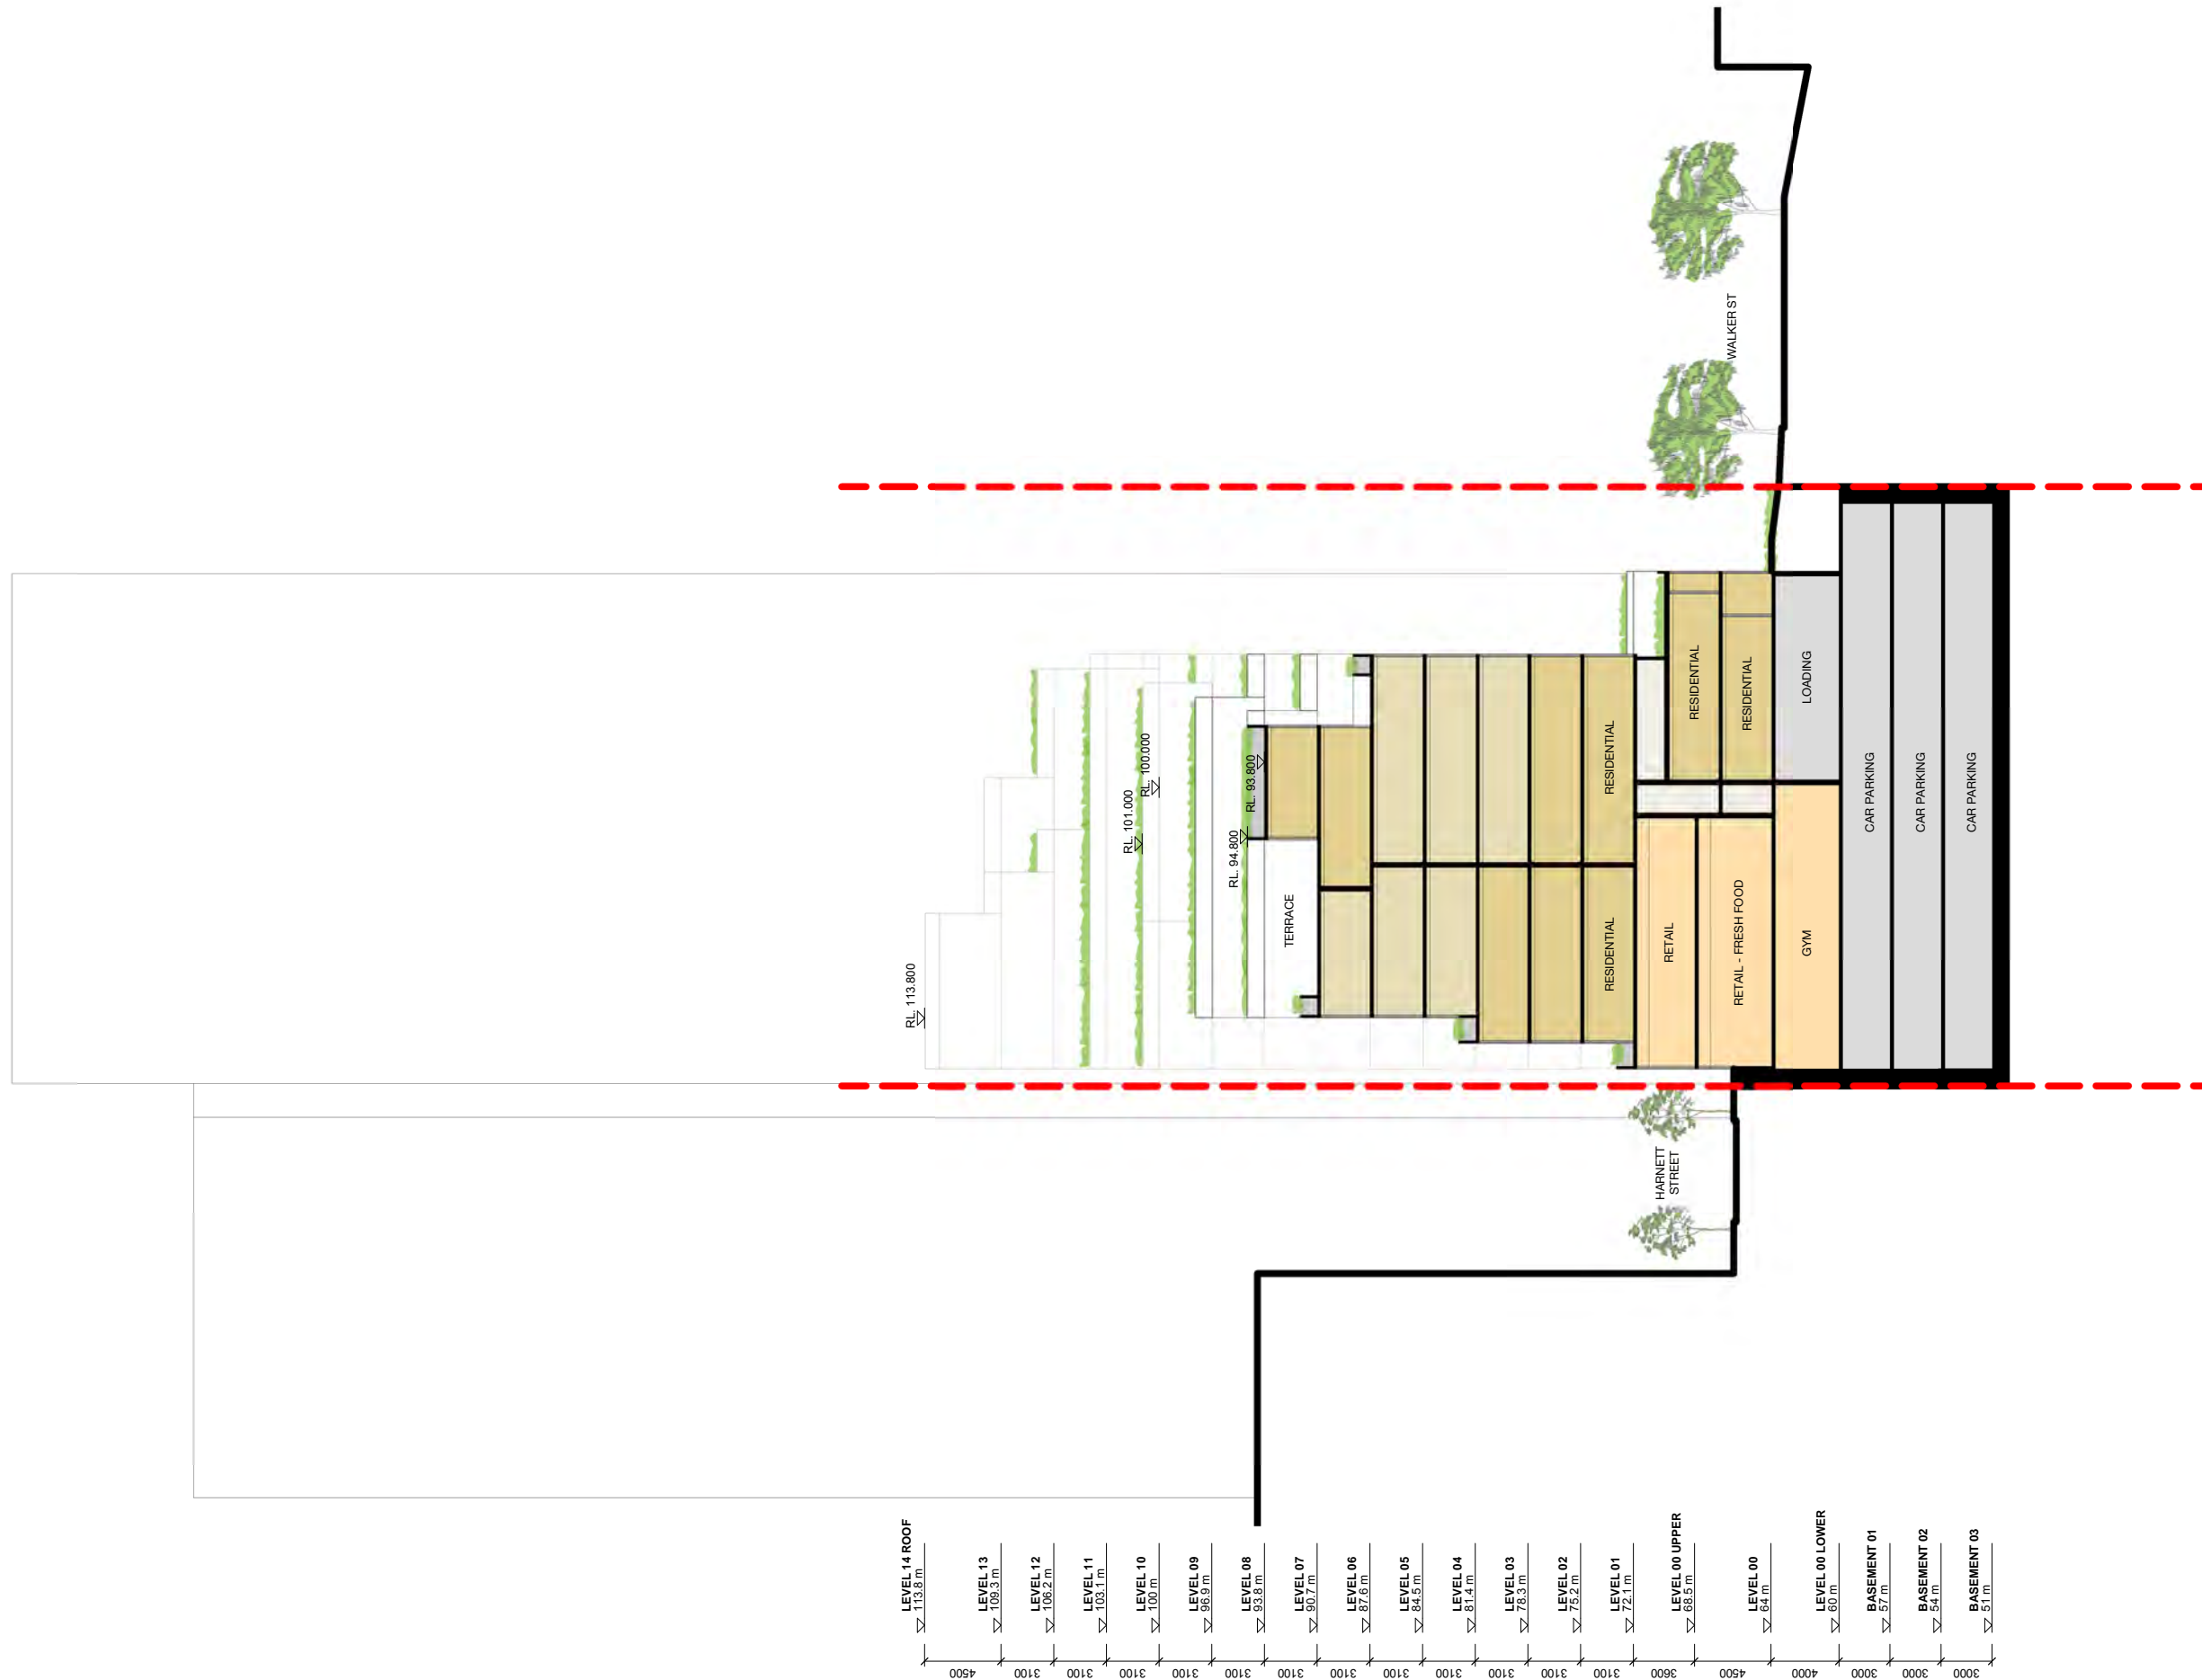 LEVEL 14 ROOF
113.8 m
LEVEL 13
109.3 m
LEVEL 12
106.2 m
LEVEL 11
103.1 m
LEVEL 10
100 m
LEVEL 09
96.9 m
LEVEL 08
93.8 m
LEVEL 07
90.7 m
LEVEL 06
87.6 m
LEVEL 05
84.5 m
LEVEL 04
81.4 m
LEVEL 03
78.3 m
LEVEL 02
75.2 m
LEVEL 01
72.1 m
LEVEL 00 UPPER
68.5 m
LEVEL 00
64 m
LEVEL 00 LOWER
60 m
BASEMENT 01
57 m
BASEMENT 02
54 m
BASEMENT 03
51 m
4500
3100
3100
3100
3100
3100
3100
3100
3100
3100
3100
3100
3100
3600
4500
4000
3000
3000
3000
RL. 113.800
RL. 101.000
RL. 100.000
RL. 94.800
RL. 93.800
TERRACE
RESIDENTIAL
RESIDENTIAL
RETAIL
RESIDENTIAL
RETAIL - FRESH FOOD
RESIDENTIAL
GYM
LOADING
CAR PARKING
CAR PARKING
CAR PARKING
HARNETT
STREET
WALKER ST